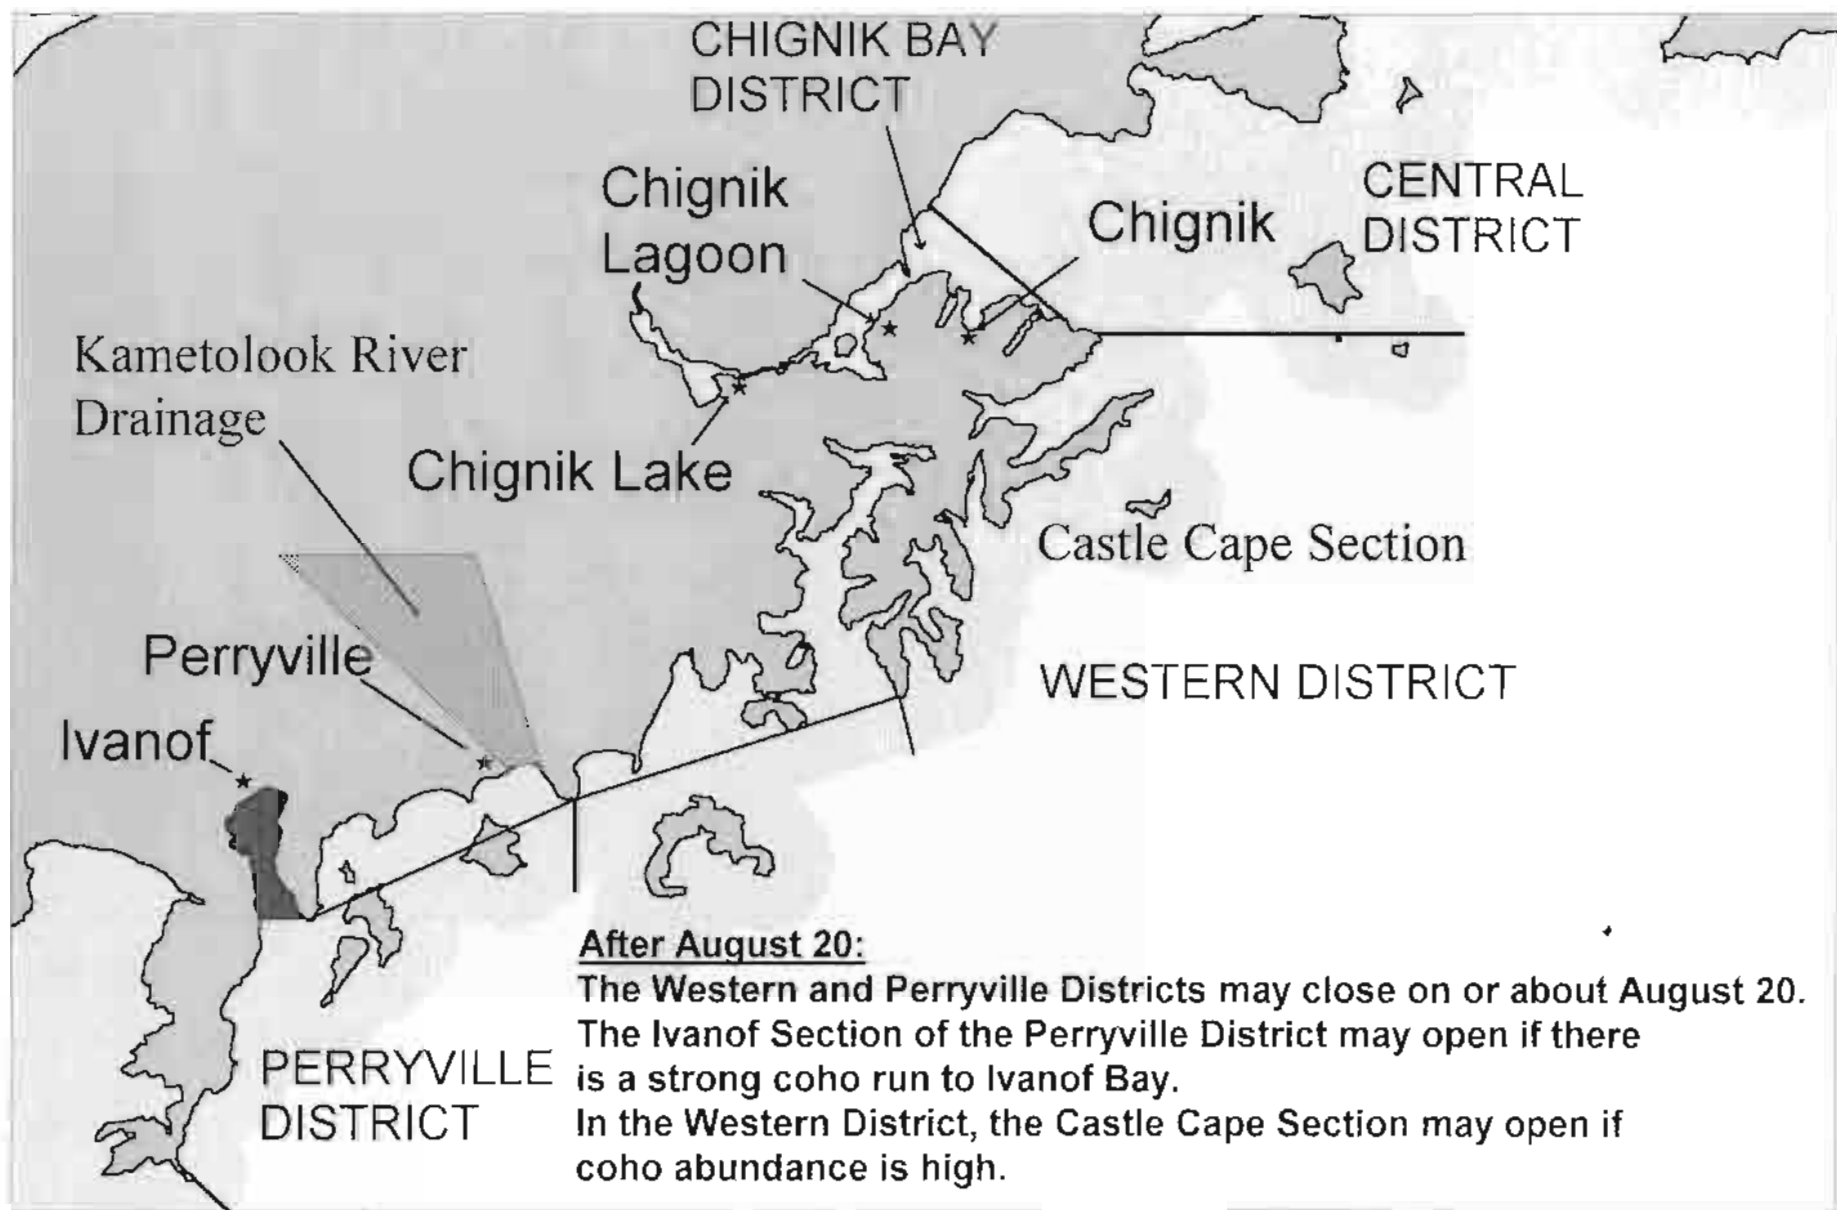 CHIGNIK BAY
DISTRICT
Chignik
Lagoon
Chignik
CENTRAL
DISTRICT
Kametolook River
Drainage
Chignik Lake
Castle Cape Section
Perryville
WESTERN DISTRICT
Ivanof
PERRYVILLE
DISTRICT
After August 20:
The Western and Perryville Districts may close on or about August 20.
The Ivanof Section of the Perryville District may open if there
is a strong coho run to Ivanof Bay.
In the Western District, the Castle Cape Section may open if
coho abundance is high.